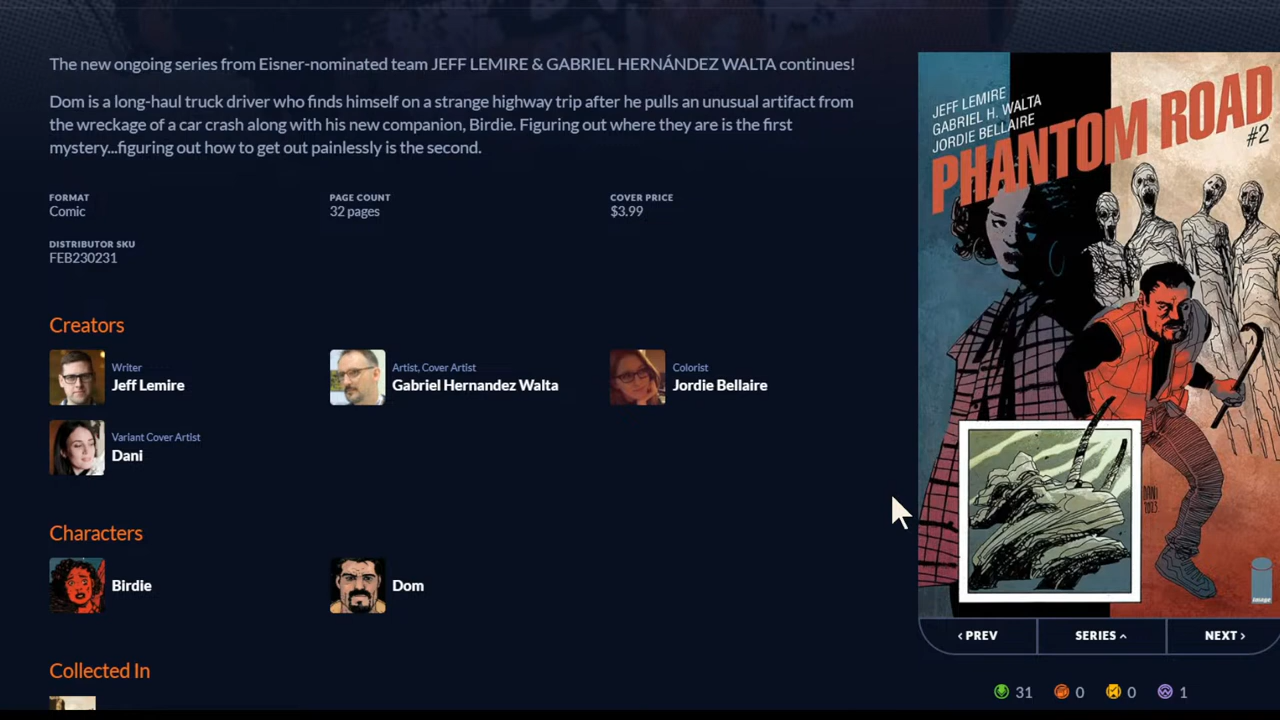 The new ongoing series from Eisner-nominated team JEFF LEMIRE & GABRIEL HERNÁNDEZ WALTA continues!
Dom is a long-haul truck driver who finds himself on a strange highway trip after he pulls an unusual artifact from
the wreckage of a car crash along with his new companion, Birdie. Figuring out where they are is the first
mystery...figuring out how to get out painlessly is the second.
FORMAT
Comic
PAGE COUNT
32 pages
COVER PRICE
$3.99
DISTRIBUTOR SKU
FEB230231
Creators
Writer
Jeff Lemire
Artist, Cover Artist
Gabriel Hernandez Walta
Colorist
Jordie Bellaire
Variant Cover Artist
Dani
Characters
Birdie
Dom
Collected In
JEFF LEMIRE
GABRIEL H. WALTA
JORDIE BELLAIRE
PHANTOM ROAD
#2
DANI
2023
image
‹ PREV
SERIES ^
NEXT ›
31
0
0
1